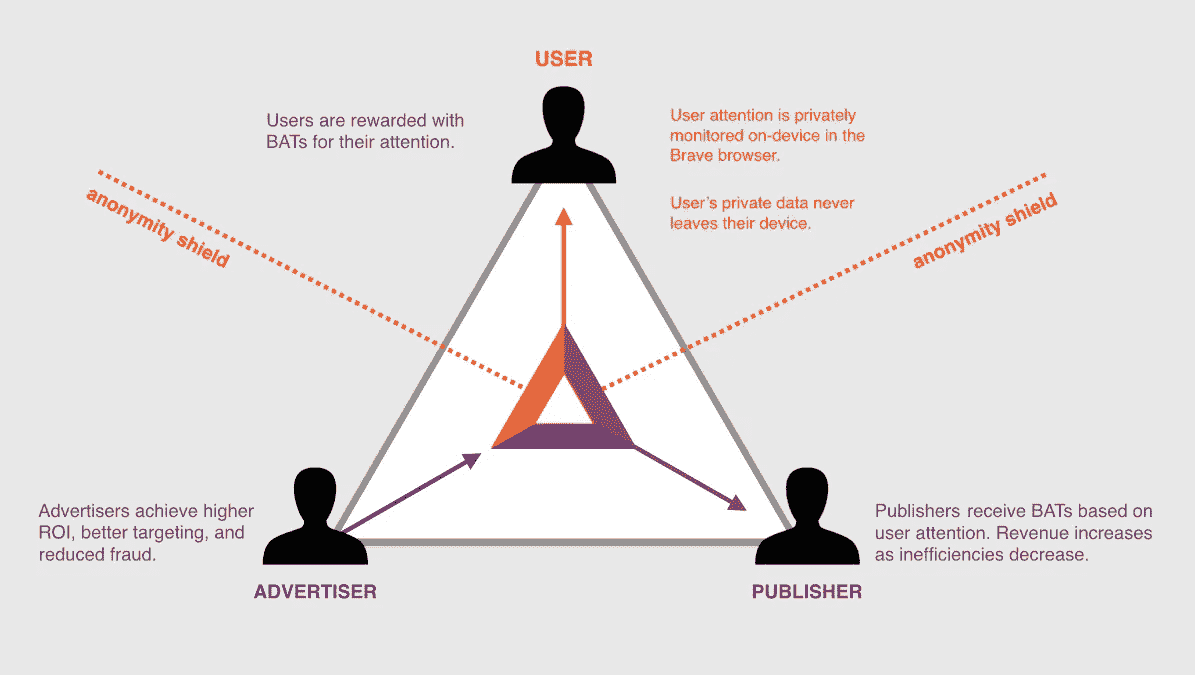 USER
Users are rewarded with
BATs for their attention.
User attention is privately
monitored on-device in the
Brave browser.
User’s private data never
leaves their device.
anonymity shield
anonymity shield
Advertisers achieve higher
ROI, better targeting, and
reduced fraud.
ADVERTISER
Publishers receive BATs based on
user attention. Revenue increases
as inefficiencies decrease.
PUBLISHER